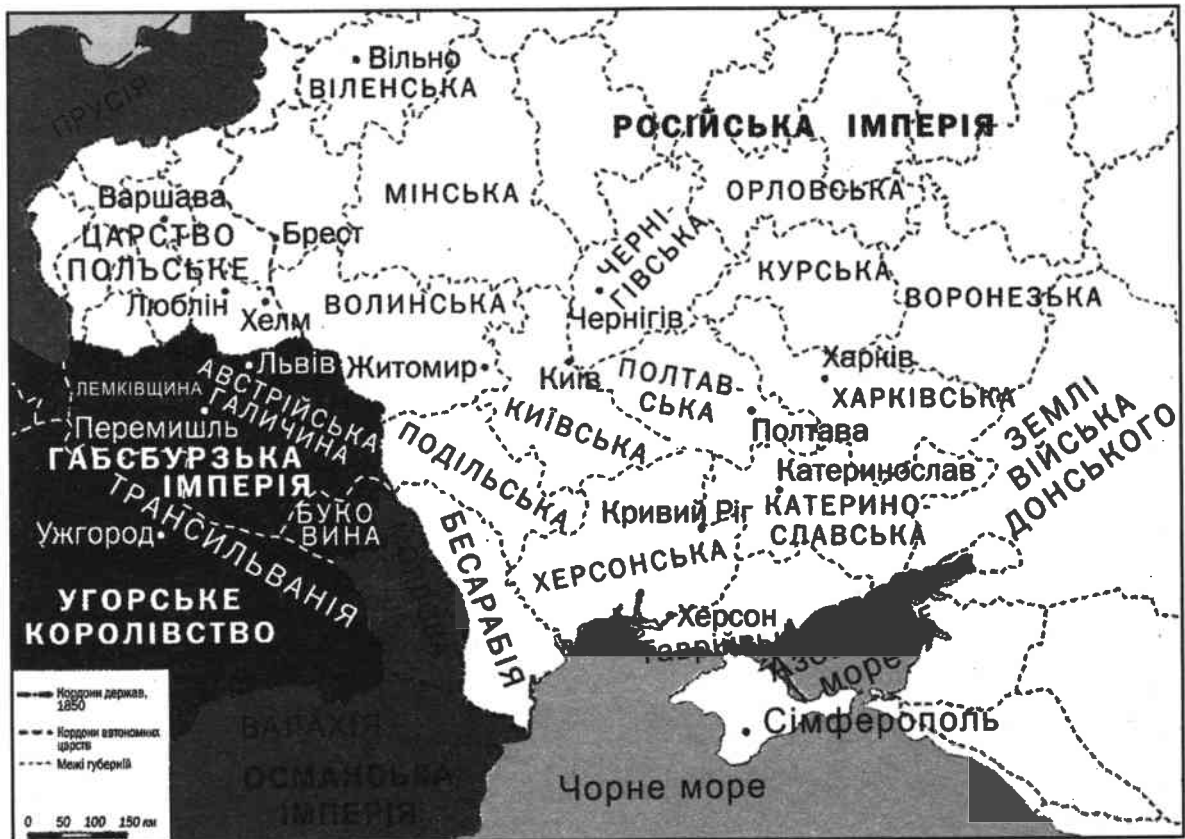 ПРУСІЯ
Вільно
ВІЛЕНСЬКА
РОСІЙСЬКА ІМПЕРІЯ
МІНСЬКА
ОРЛОВСЬКА
Варшава
ЦАРСТВО
ПОЛЬСЬКЕ
Брест
ЧЕРНІ-
ГІВСЬКА
КУРСЬКА
ВОРОНЕЗЬКА
Люблін
Хелм
ВОЛИНСЬКА
Чернігів
Львів
Житомир
Київ
ПОЛТАВ-
СЬКА
Харків
ХАРКІВСЬКА
ЛЕМКІВЩИНА
АВСТРІЙСЬКА
ГАЛИЧИНА
Перемишль
КИЇВСЬКА
Полтава
ЗЕМЛІ
ВІЙСЬКА
ДОНСЬКОГО
ГАБСБУРЗЬКА
ІМПЕРІЯ
ПОДІЛЬСЬКА
Катеринослав
КАТЕРИНО-
СЛАВСЬКА
ТРАНСИЛЬВАНІЯ
БУКО
ВИНА
Кривий Ріг
Ужгород
БЕСАРАБІЯ
ХЕРСОНСЬКА
УГОРСЬКЕ
КОРОЛІВСТВО
Херсон
море
Кордони держав,
1850
Кордони автономних
царств
Межі губерній
ВАЛАХІЯ
Сімферополь
ОСМАНСЬКА
ІМПЕРІЯ
Чорне море
0 50 100 150 км